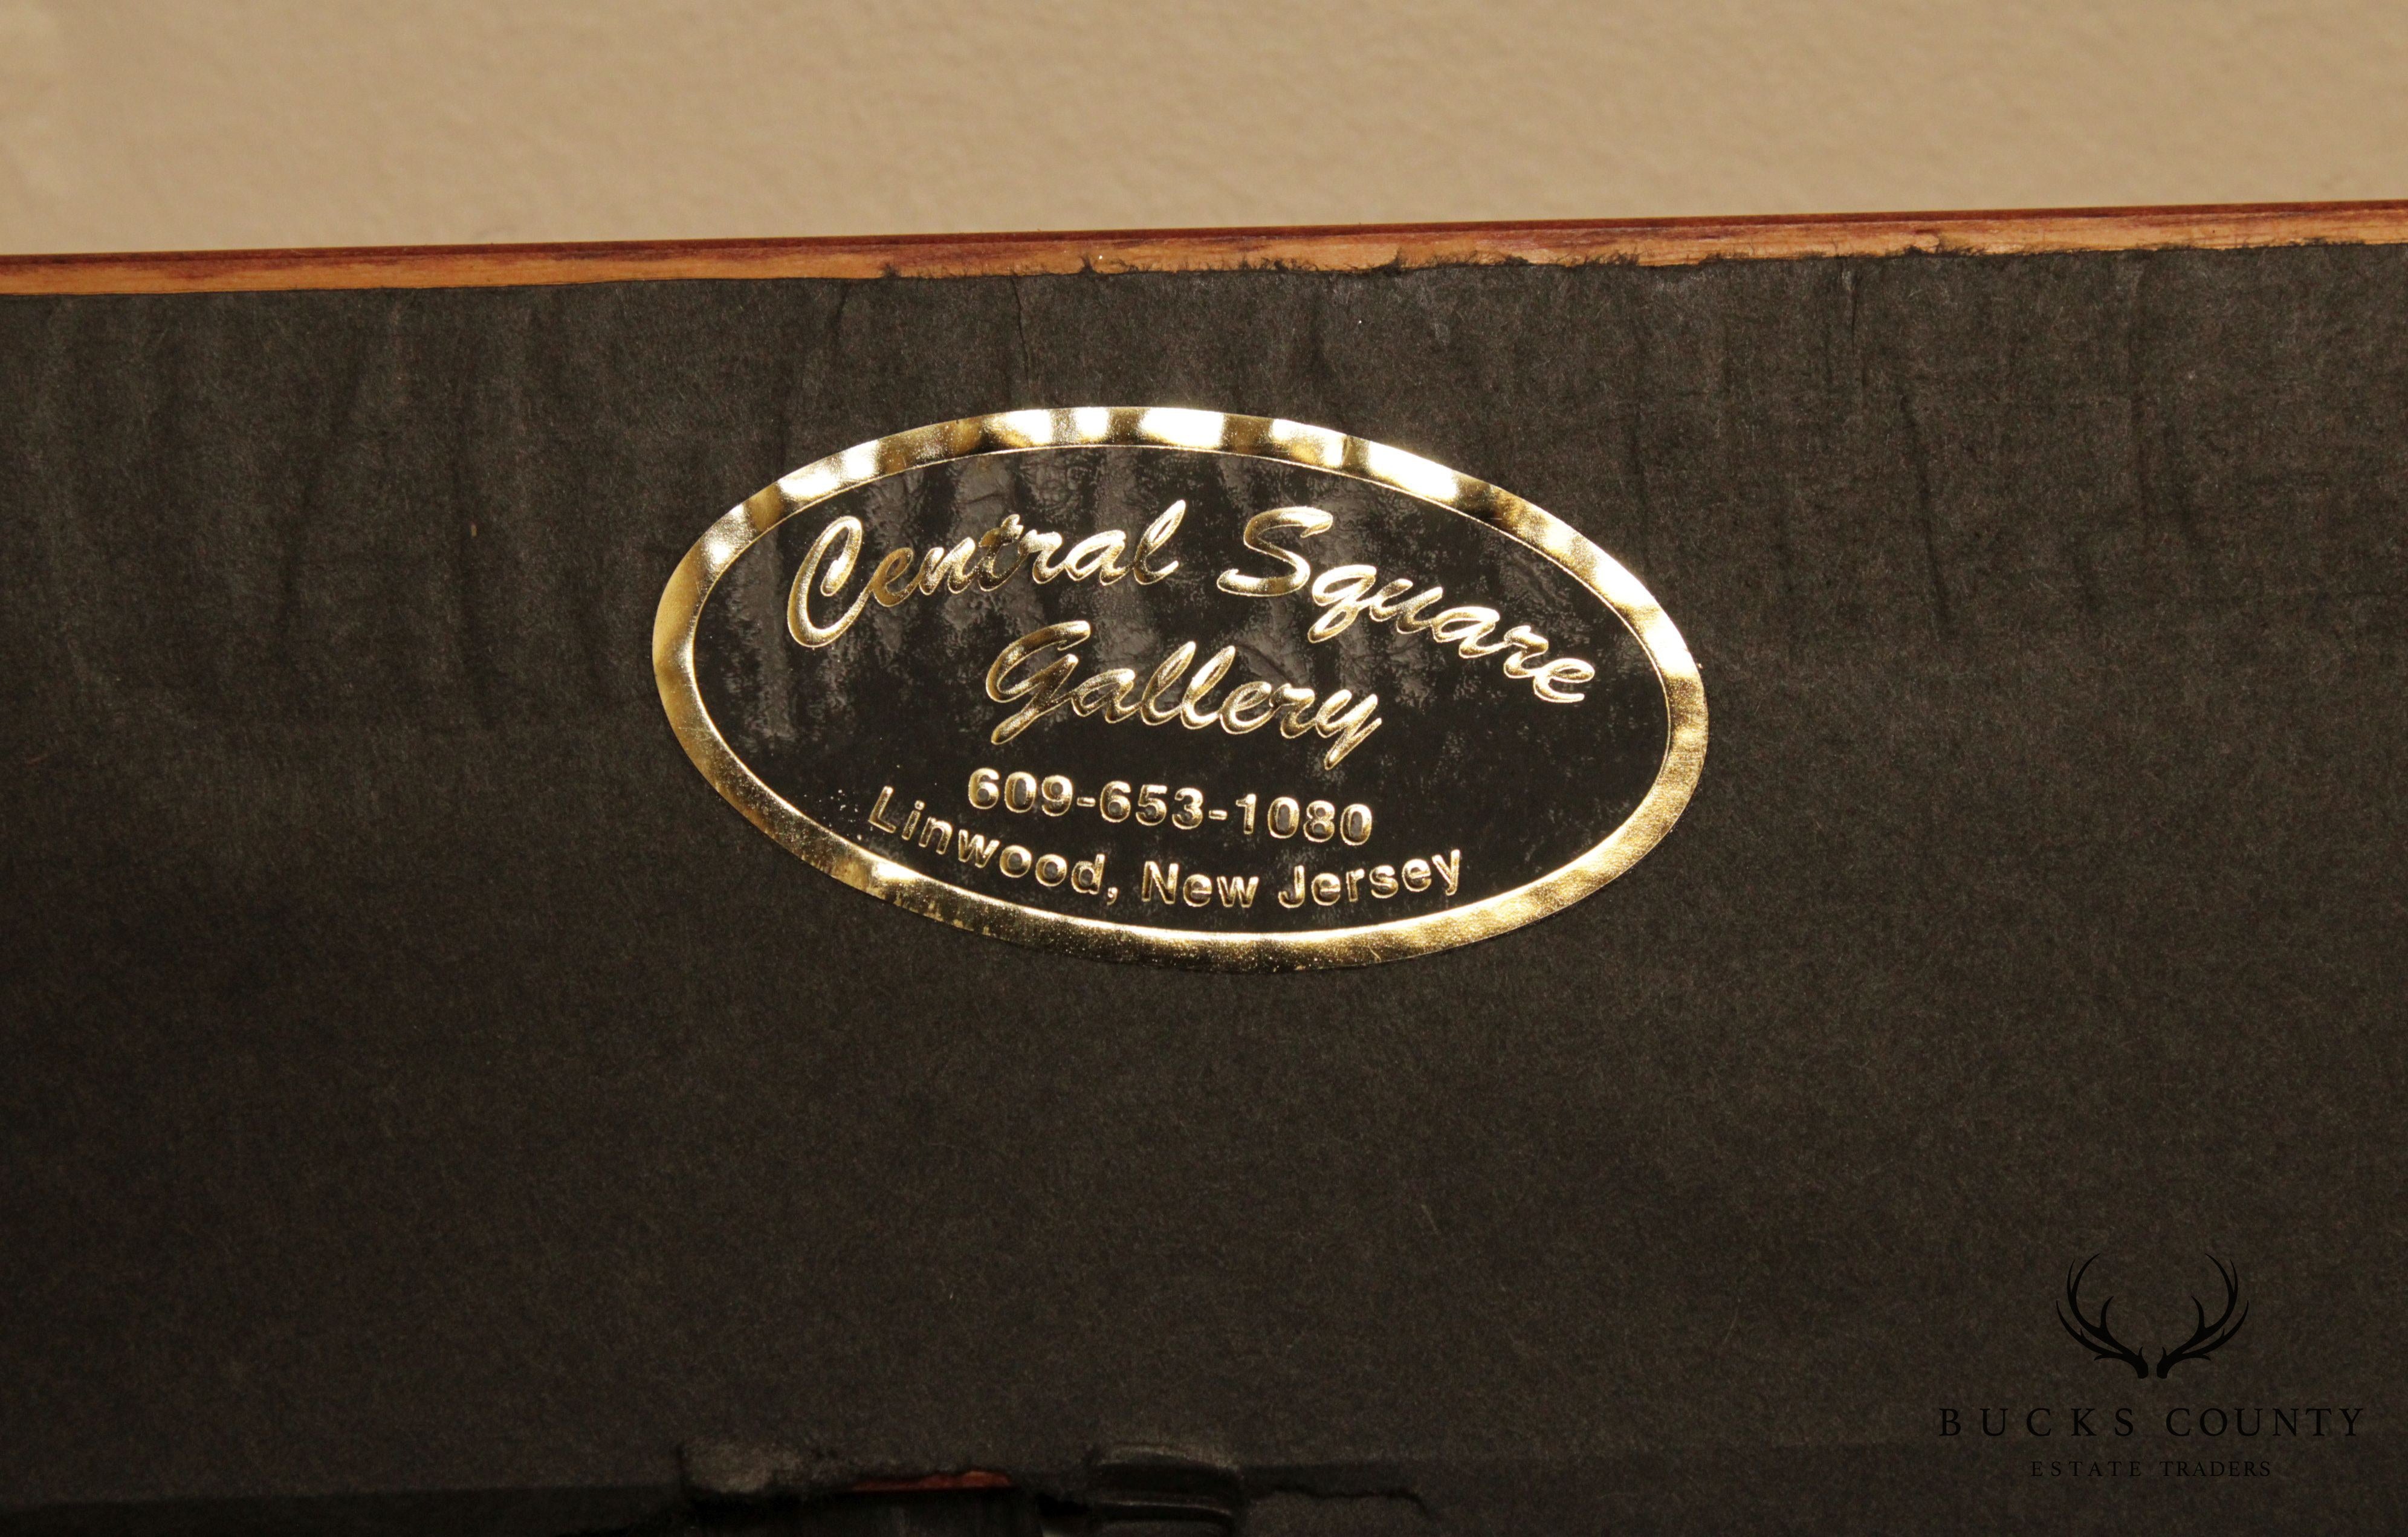 Central Square
Gallery
609-653-1080
Linwood, New Jersey
BUCKS COUNTY
ESTATE TRADERS